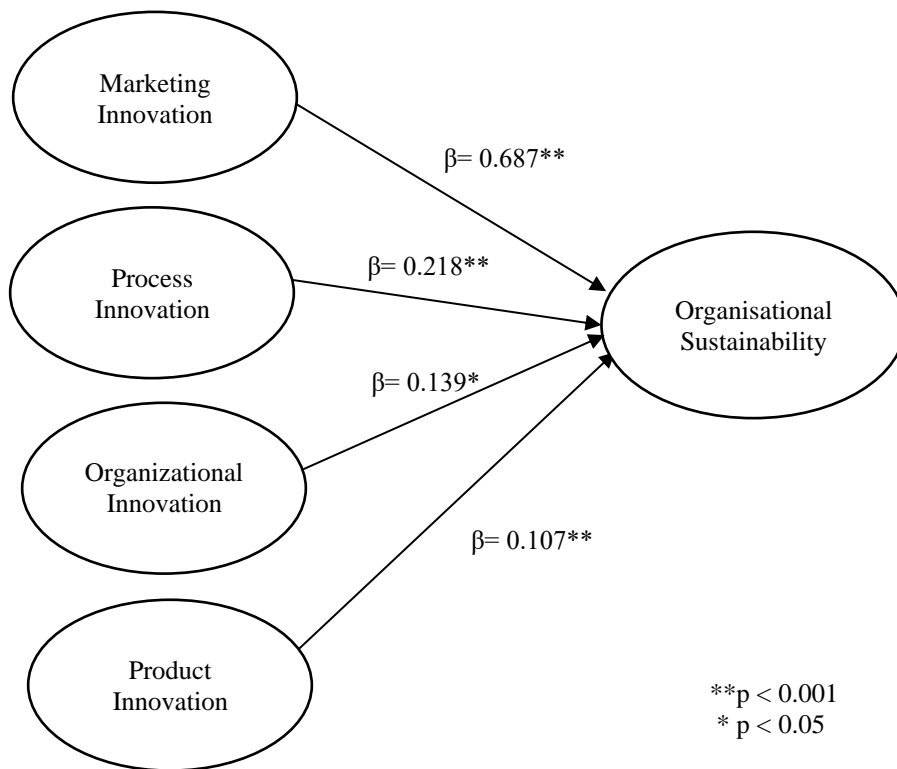 Marketing
Innovation
β= 0.687**
Process
Innovation
β= 0.218**
Organisational
Sustainability
β= 0.139*
Organizational
Innovation
β= 0.107**
Product
Innovation
**p < 0.001
* p < 0.05